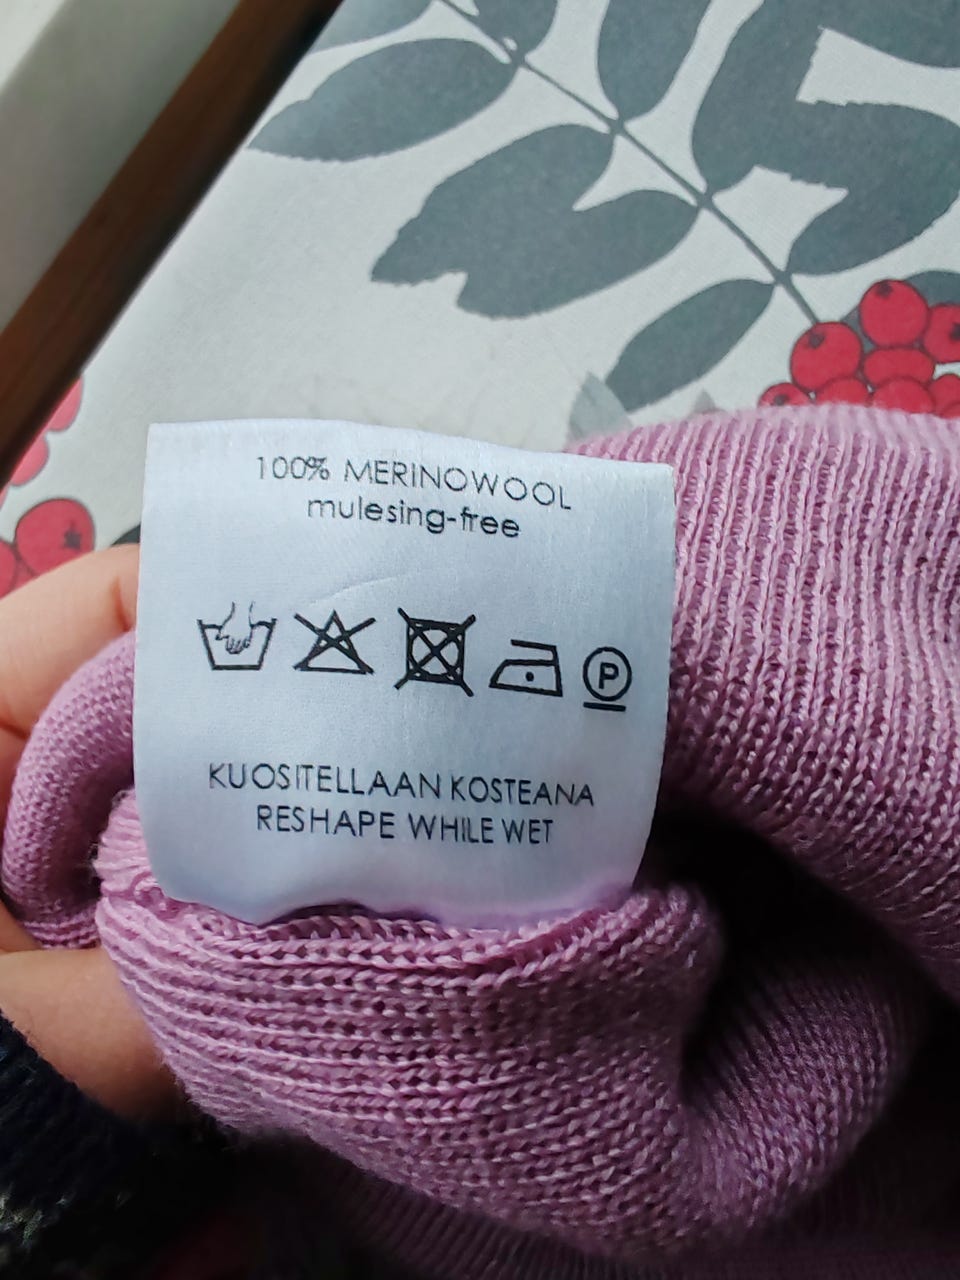 100% MERINOWOOL
mulesing-free
P
KUOSITELLAAN KOSTEANA
RESHAPE WHILE WET